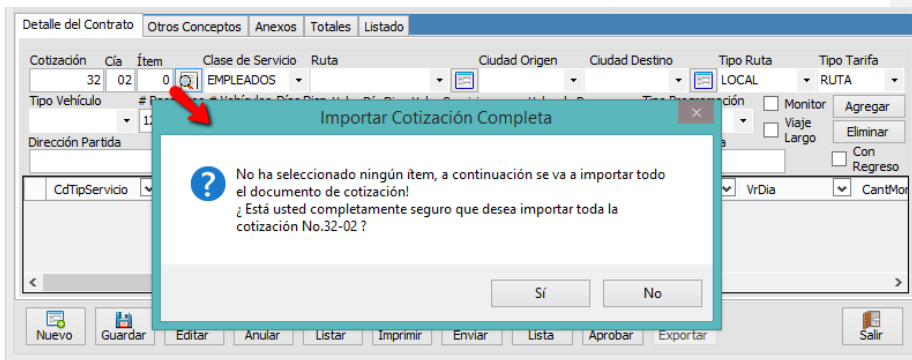 Detalle del Contrato Otros Conceptos Anexos Totales Listado
Cotización Cía Ítem Clase de Servicio Ruta Ciudad Origen Ciudad Destino Tipo Ruta Tipo Tarifa
32 02 0 EMPLEADOS LOCAL RUTA
Tipo Vehículo Monitor Agregar
Viaje Largo Eliminar
Dirección Partida Con Regreso
Importar Cotización Completa
No ha seleccionado ningún ítem, a continuación se va a importar todo
el documento de cotización!
¿ Está usted completamente seguro que desea importar toda la
cotización No.32-02 ?
Sí No
CdTipServicio VrDia CantMor
Nuevo Guardar Editar Anular Listar Imprimir Enviar Lista Aprobar Exportar Salir